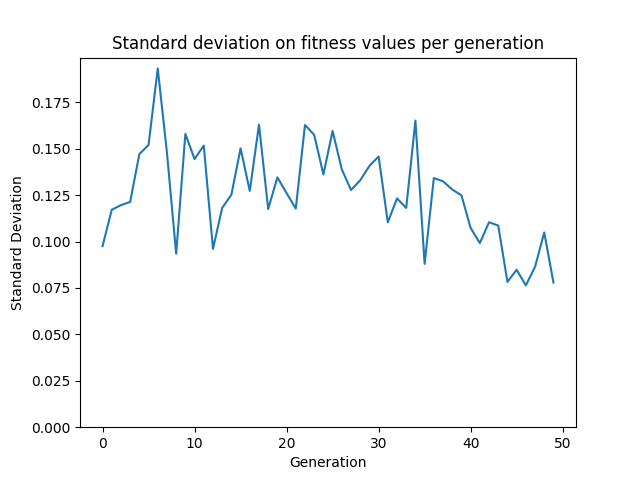 Standard deviation on fitness values per generation
0.175
0.150
0.125
0.100
0.075
0.050
0.025
0.000
Standard Deviation
0 10 20 30 40 50
Generation